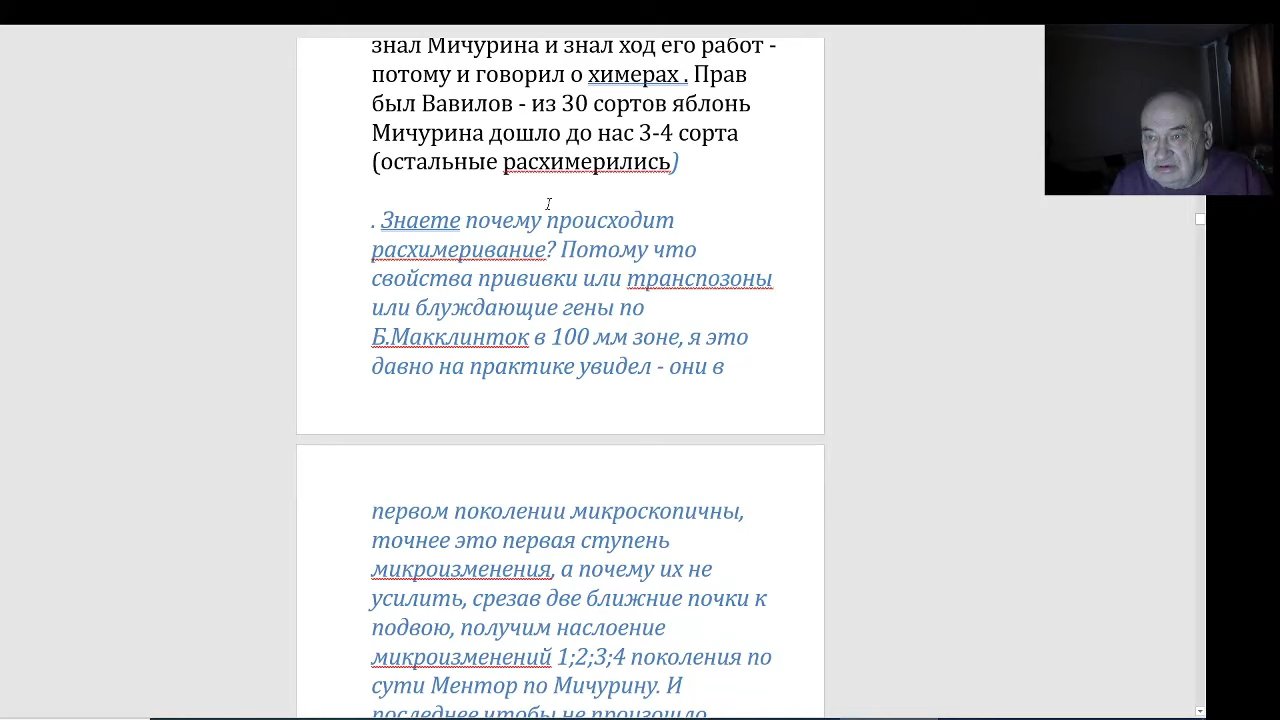 знал Мичурина и знал ход его работ -
потому и говорил о химерах . Прав
был Вавилов - из 30 сортов яблонь
Мичурина дошло до нас 3-4 сорта
(остальные расхимерились)
. Знаете почему происходит
расхимеривание? Потому что
свойства прививки или транспозоны
или блуждающие гены по
Б.Макклинток в 100 мм зоне, я это
давно на практике увидел - они в
первом поколении микроскопичны,
точнее это первая ступень
микроизменения, а почему их не
усилить, срезав две ближние почки к
подвою, получим наслоение
микроизменений 1;2;3;4 поколения по
сути Ментор по Мичурину. И
последнее чтобы не произошло